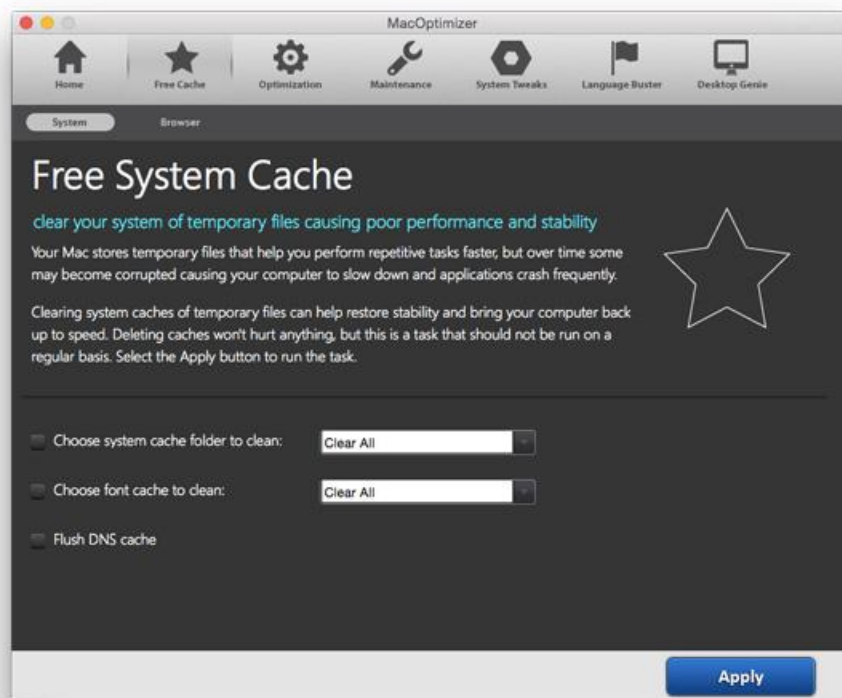 MacOptimizer
Home
Free Cache
Optimization
Maintenance
System Tweaks
Language Buster
Desktop Genie
System
Browser
Free System Cache
clear your system of temporary files causing poor performance and stability
Your Mac stores temporary files that help you perform repetitive tasks faster, but over time some
may become corrupted causing your computer to slow down and applications crash frequently.
Clearing system caches of temporary files can help restore stability and bring your computer back
up to speed. Deleting caches won't hurt anything, but this is a task that should not be run on a
regular basis. Select the Apply button to run the task.
Choose system cache folder to clean:
Clear All
Choose font cache to clean:
Clear All
Flush DNS cache
Apply